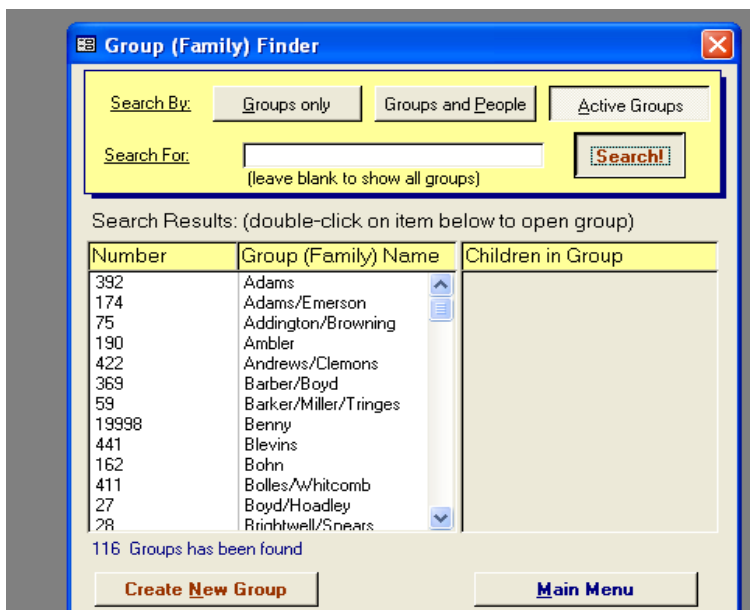 Group (Family) Finder
Search By: Groups only Groups and People Active Groups
Search For: Search!
(leave blank to show all groups)
Search Results: (double-click on item below to open group)
Number Group (Family) Name Children in Group
392 Adams
174 Adams/Emerson
75 Addington/Browning
190 Ambler
422 Andrews/Clemons
369 Barber/Boyd
59 Barker/Miller/Tringes
19998 Benny
441 Blevins
162 Bohn
411 Bolles/Whitcomb
27 Boyd/Hoadley
28 Brightwell/Spears
116 Groups has been found
Create New Group Main Menu